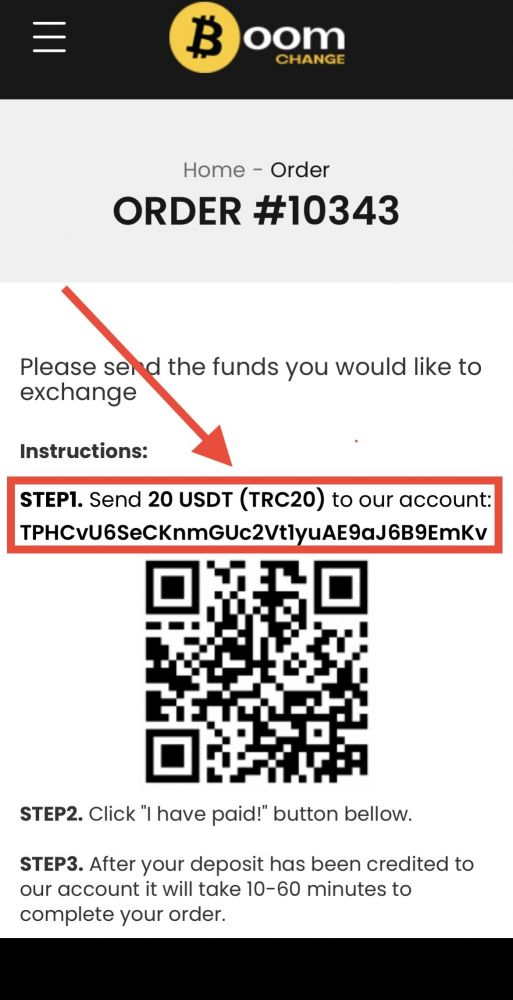 Boom
CHANGE
Home - Order
ORDER #10343
Please send the funds you would like to
exchange
Instructions:
STEP1. Send 20 USDT (TRC20) to our account:
TPHCvU6SeCKnmGUc2Vt1yuAE9aJ6B9EmKv
STEP2. Click "I have paid!" button bellow.
STEP3. After your deposit has been credited to
our account it will take 10-60 minutes to
complete your order.